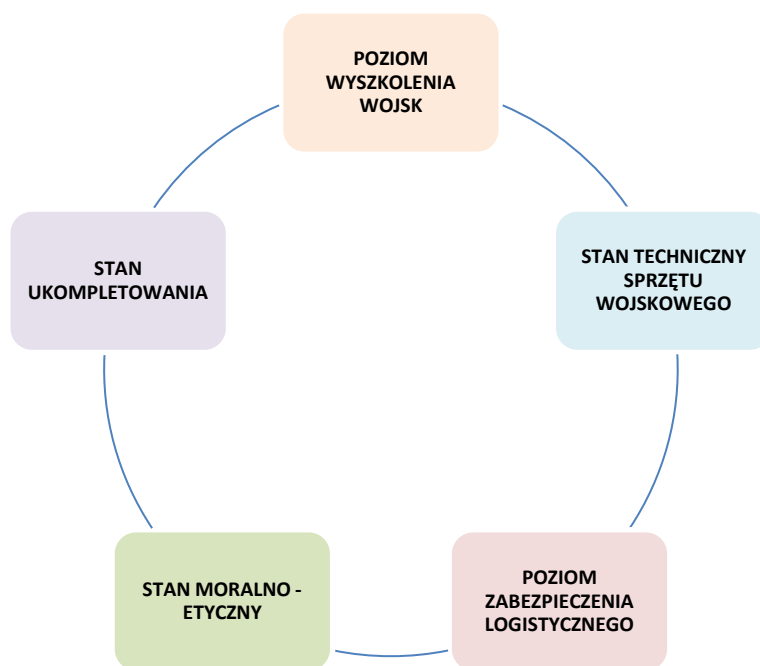 POZIOM
WYSZKOLENIA
WOJSK
STAN TECHNICZNY
SPRZĘTU
WOJSKOWEGO
POZIOM
ZABEZPIECZENIA
LOGISTYCZNEGO
STAN MORALNO -
ETYCZNY
STAN
UKOMPLETOWANIA